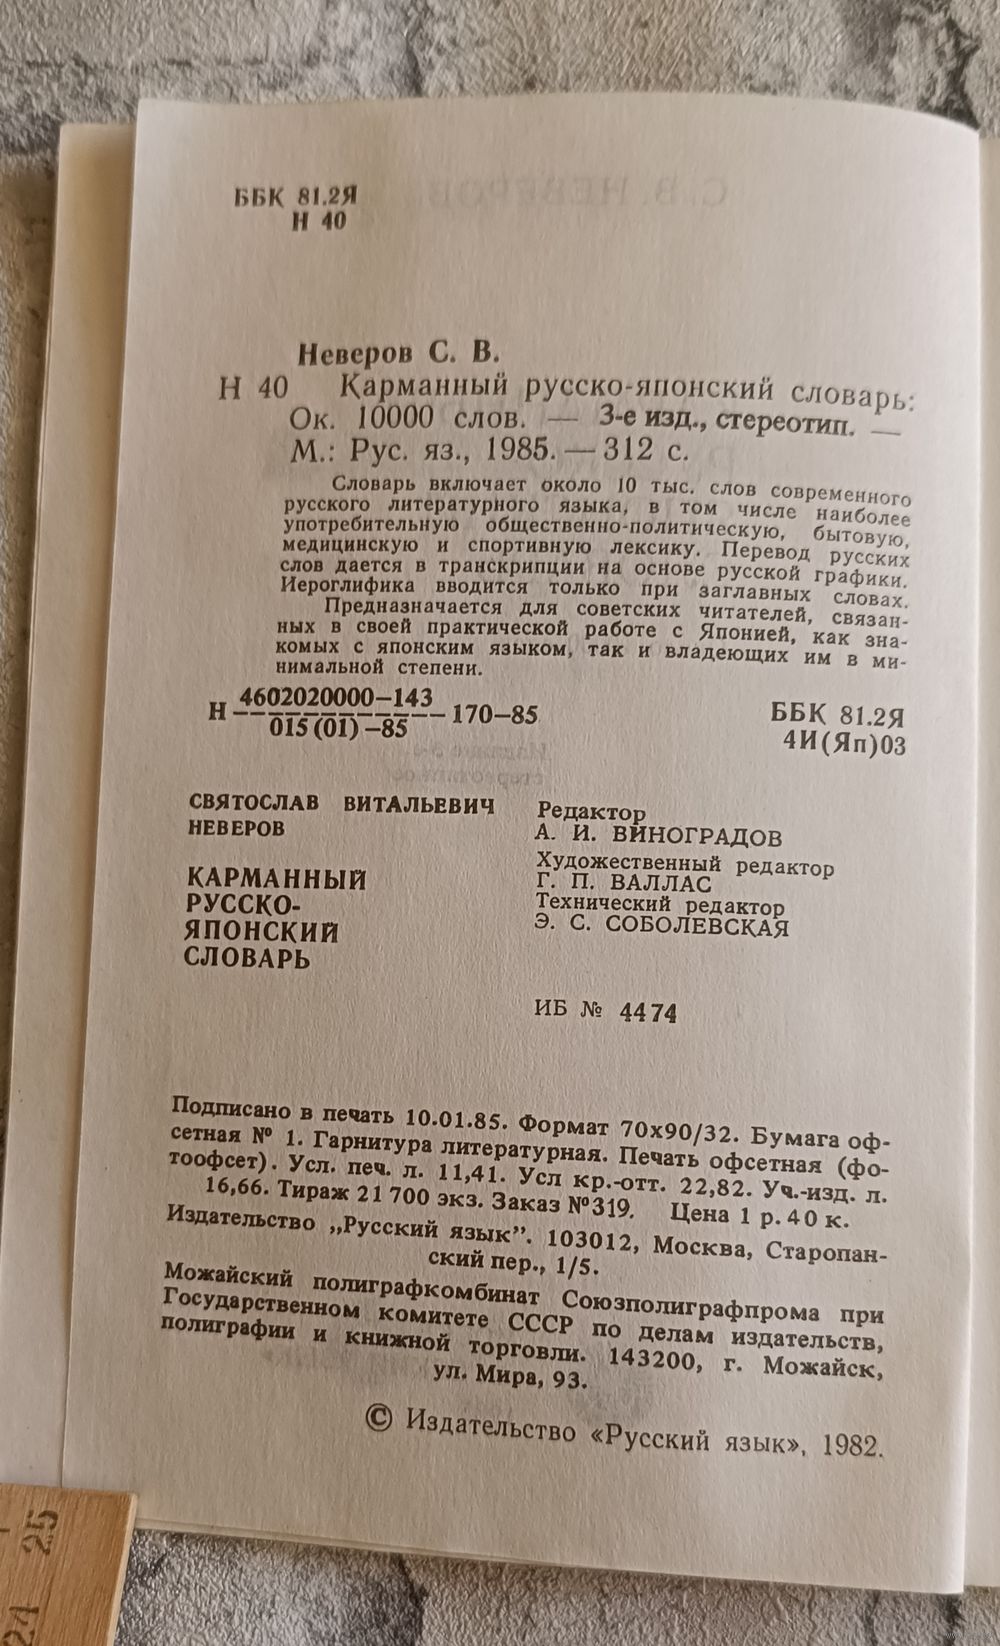 ББК 81.2Я
Н 40
Неверов С. В.
Н 40 Карманный русско-японский словарь:
Ок. 10000 слов. — 3-е изд., стереотип. —
М.: Рус. яз., 1985. — 312 с.
Словарь включает около 10 тыс. слов современного
русского литературного языка, в том числе наиболее
употребительную общественно-политическую, бытовую,
медицинскую и спортивную лексику. Перевод русских
слов дается в транскрипции на основе русской графики.
Иероглифика вводится только при заглавных словах.
Предназначается для советских читателей, связан-
ных в своей практической работе с Японией, как зна-
комых с японским языком, так и владеющих им в ми-
нимальной степени.
Н 4602020000—143
015(01)—85 — 170—85
ББК 81.2Я
4И(Яп)03
СВЯТОСЛАВ ВИТАЛЬЕВИЧ
НЕВЕРОВ
КАРМАННЫЙ
РУССКО-
ЯПОНСКИЙ
СЛОВАРЬ
Редактор
А. И. ВИНОГРАДОВ
Художественный редактор
Г. П. ВАЛЛАС
Технический редактор
Э. С. СОБОЛЕВСКАЯ
ИБ № 4474
Подписано в печать 10.01.85. Формат 70х90/32. Бумага оф-
сетная № 1. Гарнитура литературная. Печать офсетная (фо-
тоофсет). Усл. печ. л. 11,41. Усл кр.-отт. 22,82. Уч.-изд. л.
16,66. Тираж 21 700 экз. Заказ №319. Цена 1 р. 40 к.
Издательство „Русский язык”. 103012, Москва, Старопан-
ский пер., 1/5.
Можайский полиграфкомбинат Союзполиграфпрома при
Государственном комитете СССР по делам издательств,
полиграфии и книжной торговли. 143200, г. Можайск,
ул. Мира, 93.
© Издательство «Русский язык», 1982.
25
24